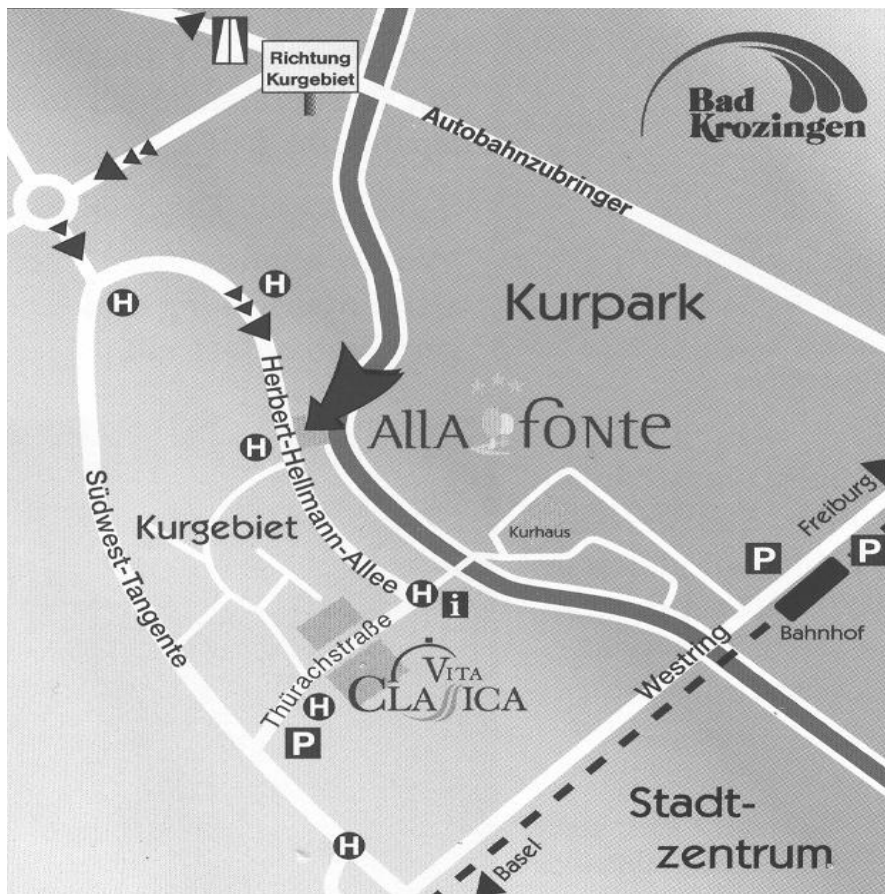 Richtung
Kurgebiet
Bad
Krozingen
Autobahnzubringer
H
H
Kurpark
Herbert-Hellmann-Allee
AllA fonte
H
Südwest-Tangente
Kurgebiet
Kurhaus
Freiburg
P
P
H
i
Bahnhof
Thürachstraße
Westring
VITA
CLASSICA
H
P
Stadt-
zentrum
H
Basel